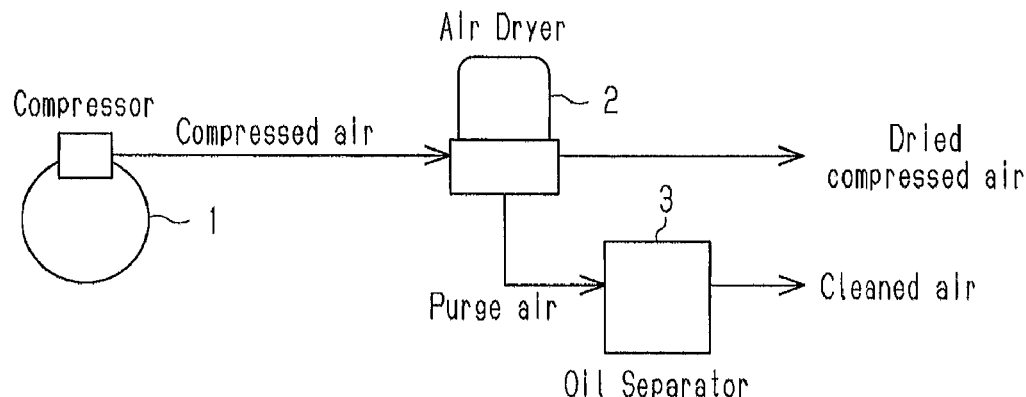 Air Dryer
2
Compressor
Compressed air
Dried
compressed air
1
3
Purge air
Cleaned air
Oil Separator